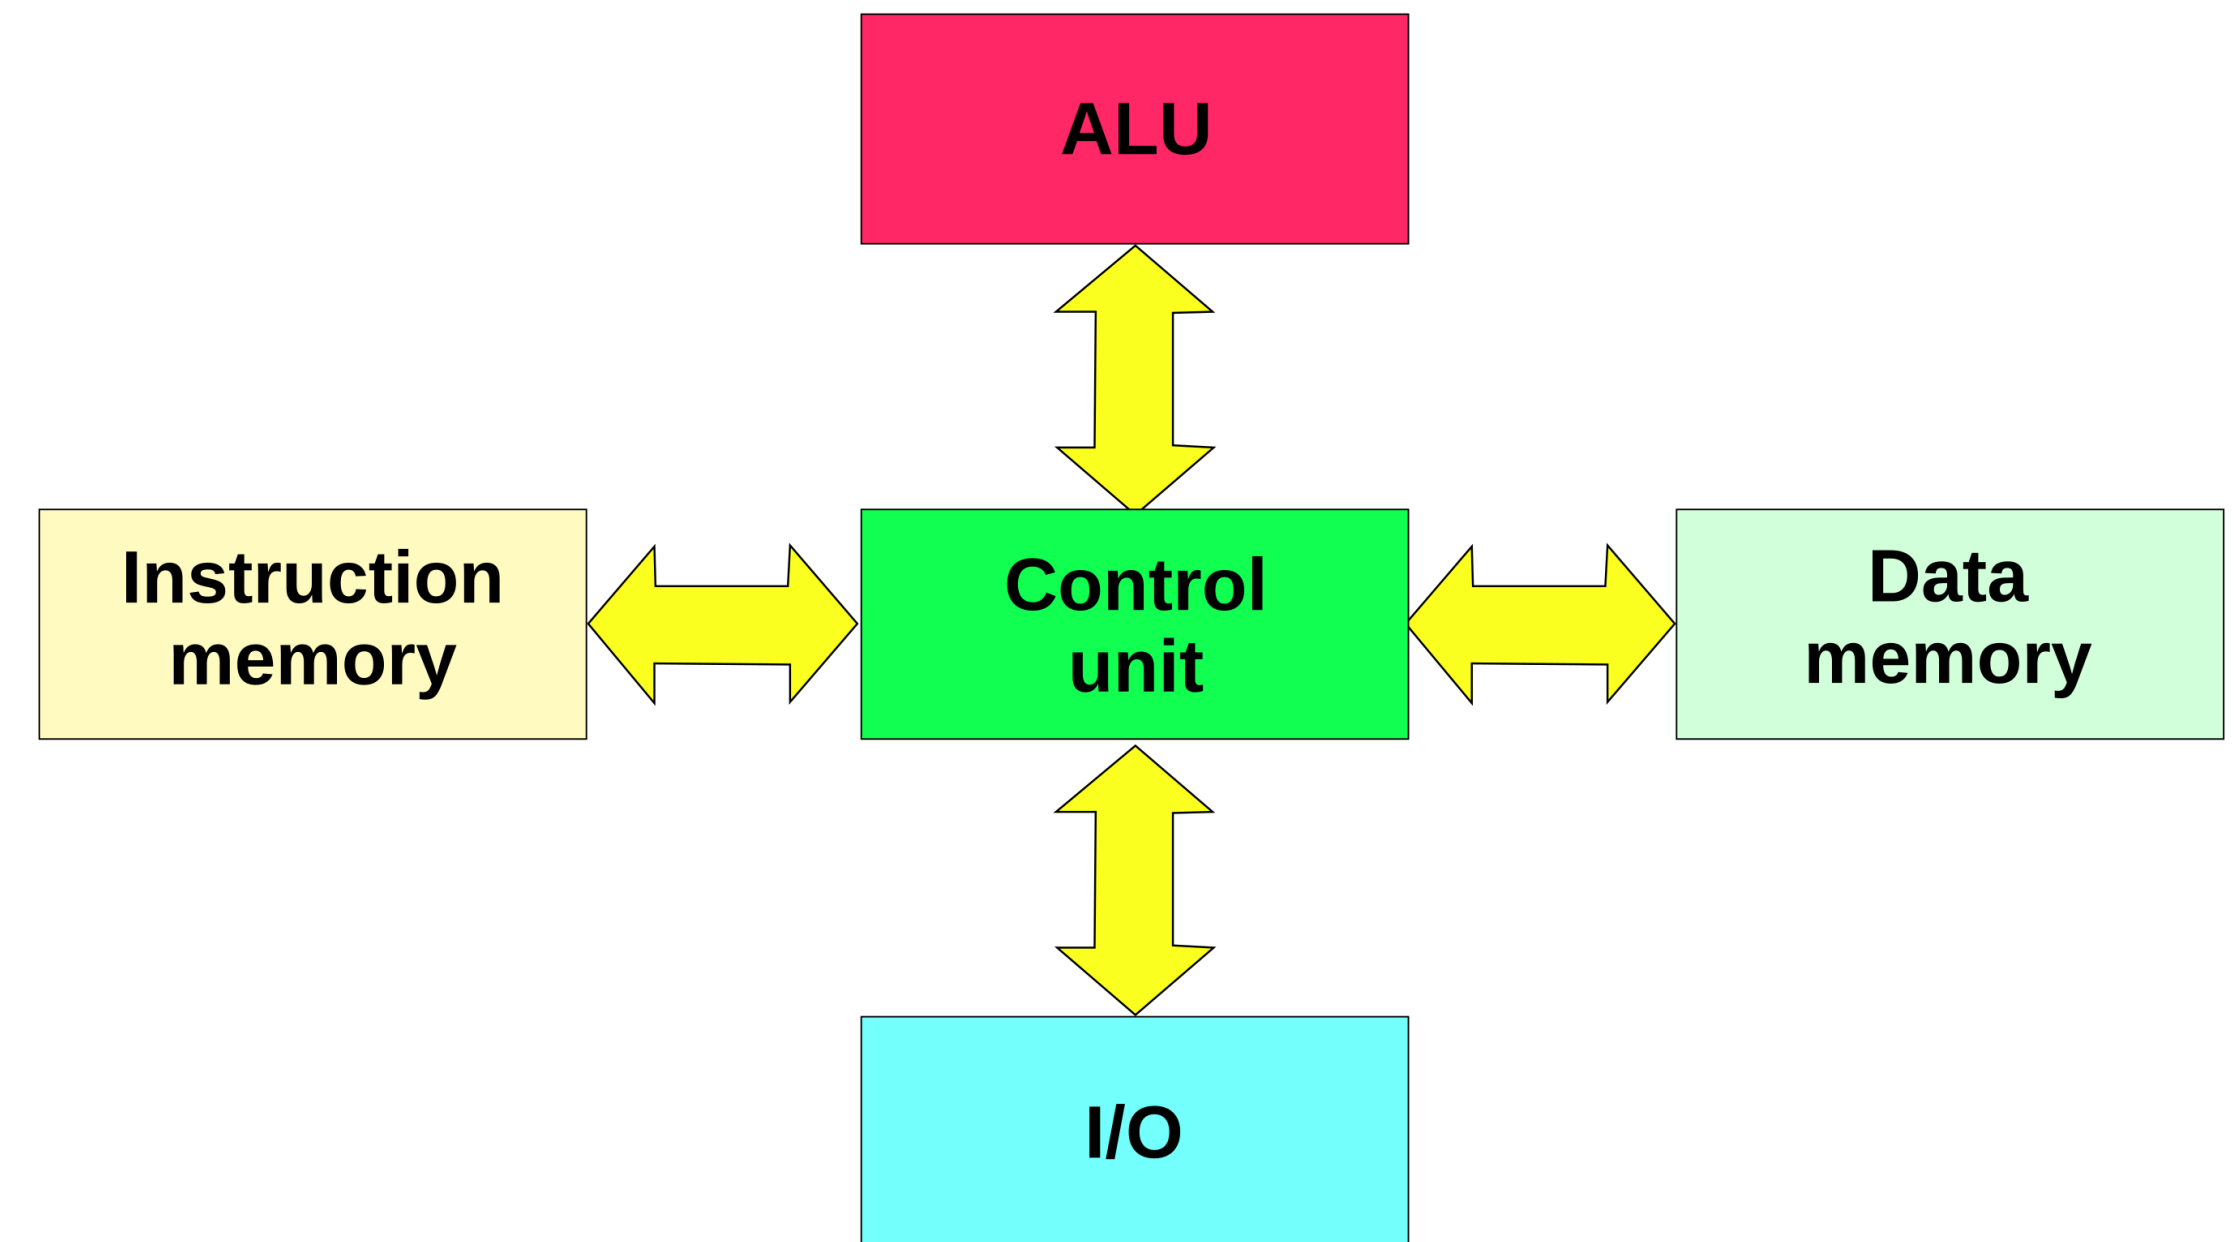 ALU
Instruction
memory
Control
unit
Data
memory
I/O